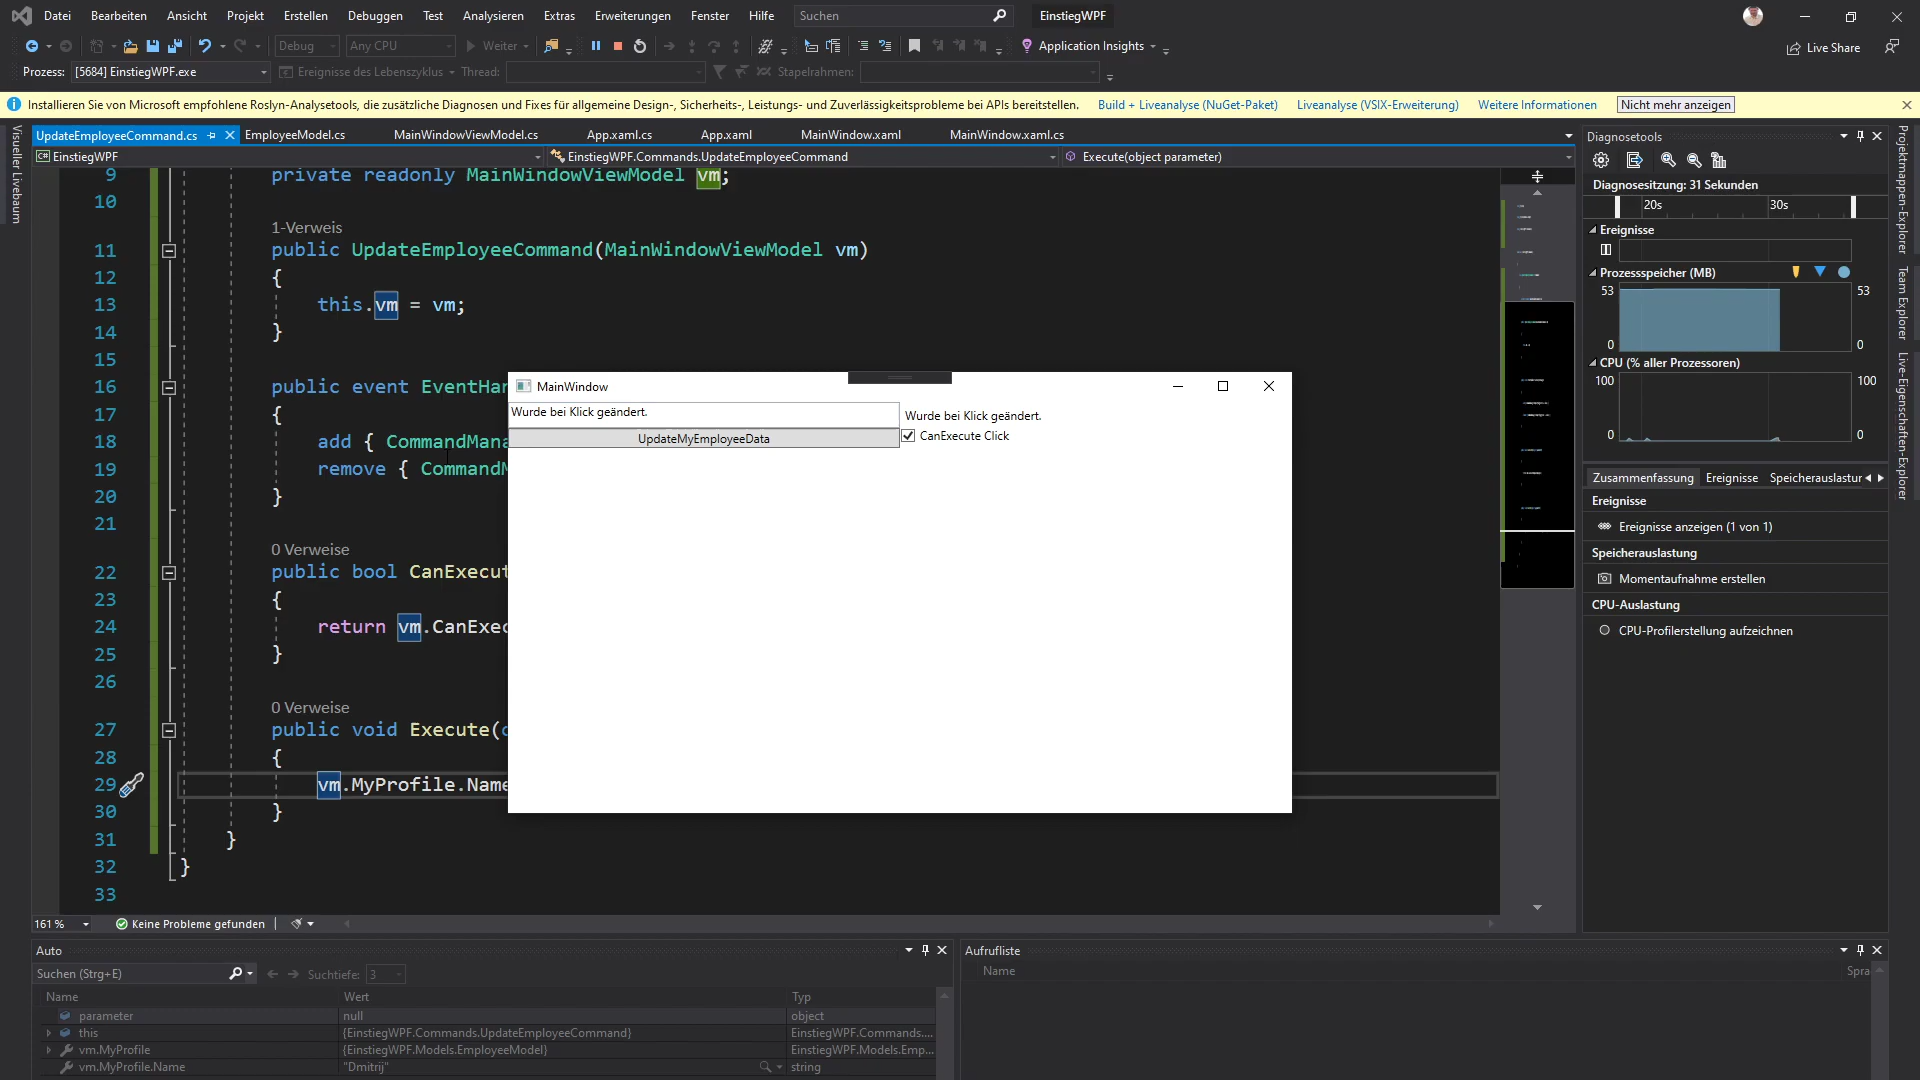 Datei Bearbeiten Ansicht Projekt Erstellen Debuggen Test Analysieren Extras Erweiterungen Fenster Hilfe Suchen EinstiegWPF
Debug Any CPU Weiter Application Insights Live Share
Prozess: [5684] EinstiegWPF.exe Ereignisse des Lebenszyklus Thread: Stapelrahmen:
Installieren Sie von Microsoft empfohlene Roslyn-Analysetools, die zusätzliche Diagnosen und Fixes für allgemeine Design-, Sicherheits-, Leistungs- und Zuverlässigkeitsprobleme bei APIs bereitstellen. Build + Liveanalyse (NuGet-Paket) Liveanalyse (VSIX-Erweiterung) Weitere Informationen Nicht mehr anzeigen
UpdateEmployeeCommand.cs EmployeeModel.cs MainWindowViewModel.cs App.xaml.cs App.xaml MainWindow.xaml MainWindow.xaml.cs
EinstiegWPF EinstiegWPF.Commands.UpdateEmployeeCommand Execute(object parameter)
Visueller Livebaum
9 private readonly MainWindowViewModel vm;
10
1-Verweis
11 public UpdateEmployeeCommand(MainWindowViewModel vm)
12 {
13 this.vm = vm;
14 }
15
16 public event EventHan
17 {
18 add { CommandMana
19 remove { CommandM
20 }
21
0 Verweise
22 public bool CanExecut
23 {
24 return vm.CanExec
25 }
26
0 Verweise
27 public void Execute(o
28 {
29 vm.MyProfile.Name
30 }
31 }
32 }
33
MainWindow
Wurde bei Klick geändert. Wurde bei Klick geändert.
UpdateMyEmployeeData CanExecute Click
161 % Keine Probleme gefunden
Diagnosetools
Diagnosesitzung: 31 Sekunden
20s 30s
Ereignisse
Prozessspeicher (MB)
53 53
0 0
CPU (% aller Prozessoren)
100 100
0 0
Zusammenfassung Ereignisse Speicherauslastur
Ereignisse
Ereignisse anzeigen (1 von 1)
Speicherauslastung
Momentaufnahme erstellen
CPU-Auslastung
CPU-Profilerstellung aufzeichnen
Projektmappen-Explorer
Team Explorer
Live-Eigenschaften-Explorer
Auto
Suchen (Strg+E) Suchtiefe: 3
Name Wert Typ
parameter null object
this {EinstiegWPF.Commands.UpdateEmployeeCommand} EinstiegWPF.Commands....
vm.MyProfile {EinstiegWPF.Models.EmployeeModel} EinstiegWPF.Models.Emp...
vm.MyProfile.Name "Dmitrij" string
Aufrufliste
Name Spra